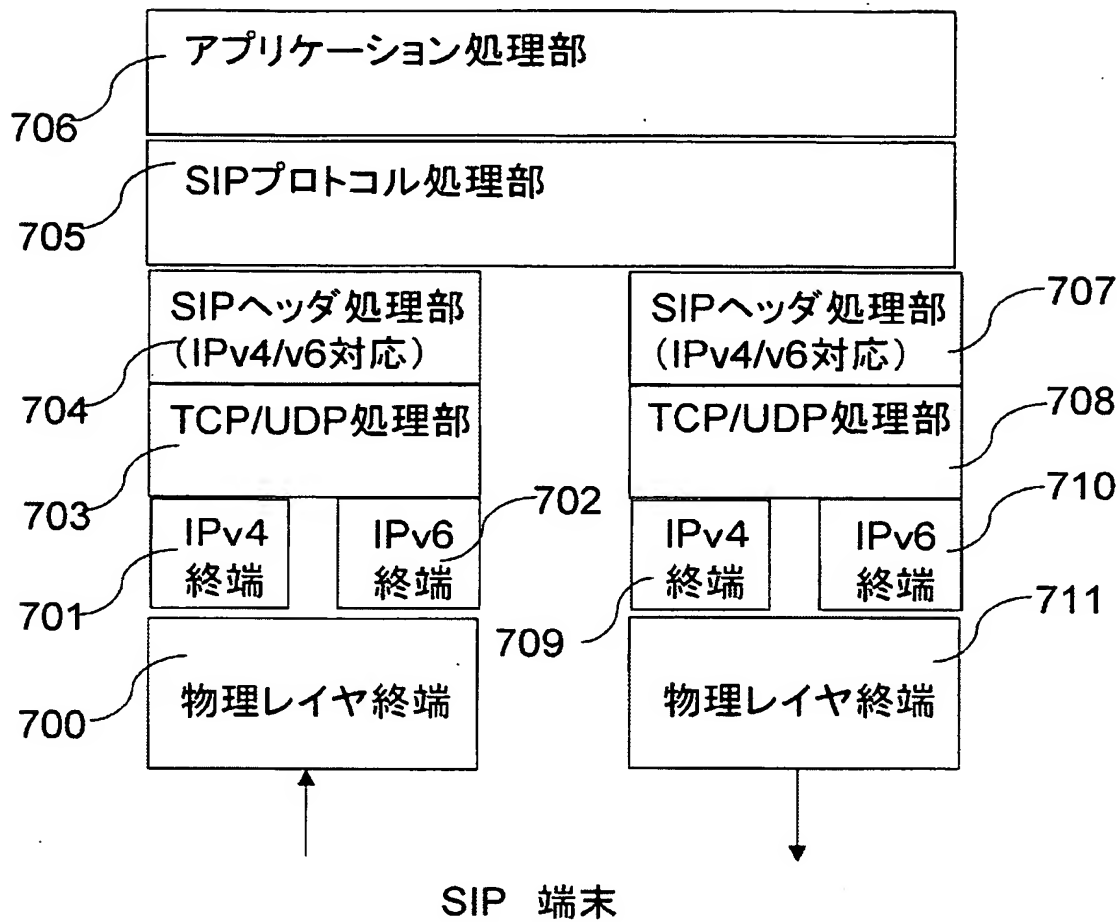 アプリケーション処理部
706
SIPプロトコル処理部
705
SIPヘッダ処理部
(IPv4/v6対応)
704
SIPヘッダ処理部
(IPv4/v6対応)
707
TCP/UDP処理部
703
TCP/UDP処理部
708
IPv4
終端
701
IPv6
終端
702
IPv4
終端
709
IPv6
終端
710
物理レイヤ終端
700
物理レイヤ終端
711
SIP 端末